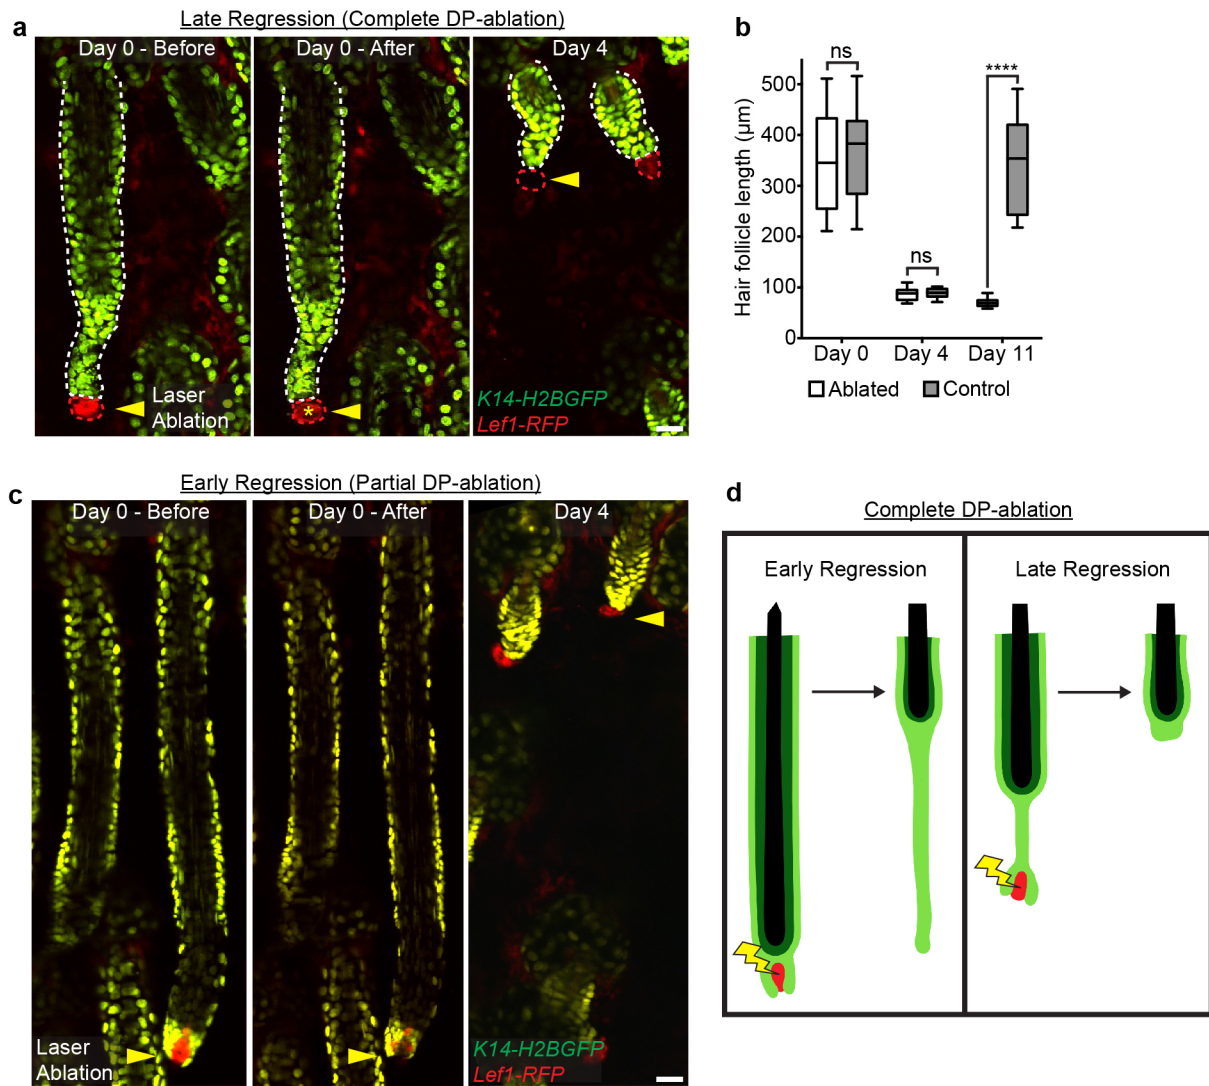 a
Late Regression (Complete DP-ablation)
Day 0 - Before
Day 0 - After
Day 4
Laser
Ablation
*
K14-H2BGFP
Lef1-RFP
b
Hair follicle length (µm)
500
400
300
200
100
0
ns
ns
****
Day 0
Day 4
Day 11
Ablated
Control
c
Early Regression (Partial DP-ablation)
Day 0 - Before
Day 0 - After
Day 4
Laser
Ablation
K14-H2BGFP
Lef1-RFP
d
Complete DP-ablation
Early Regression
Late Regression